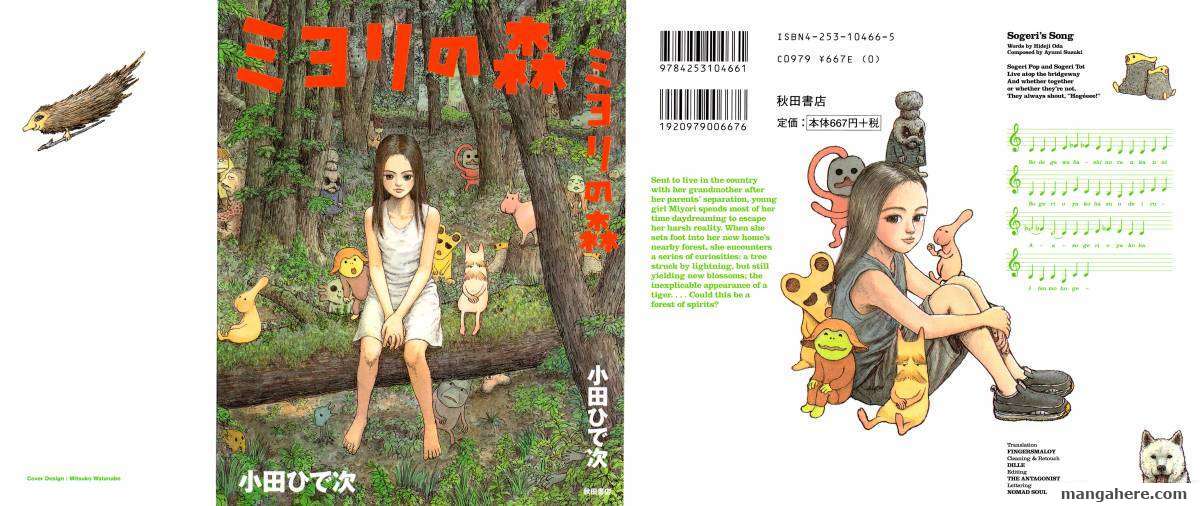 Cover Design : Mitsuko Watanabe
ミヨリの森
小田ひで次
ミヨリの森
小田ひで次
秋田書店
9784253104661
1920979006676
ISBN4-253-10466-5
C0979 ¥667E (0)
秋田書店
定価：本体667円+税
Sent to live in the country
with her grandmother after
her parents' separation, young
girl Miyori spends most of her
time daydreaming to escape
her harsh reality. When she
sets foot into her new home's
nearby forest, she encounters
a series of curiosities: a tree
struck by lightning, but still
yielding new blossoms; the
inexplicable appearance of a
tiger. . . . Could this be a
forest of spirits?
Sogeri's Song
Words by Hideji Oda
Composed by Ayumi Suzuki
Sogeri Pop and Sogeri Tot
Live atop the bridgeway
And whether together
or whether they're not,
They always shout, "Hogéeee!"
Translation
FINGERSMALOY
Cleaning & Retouch
DILLE
Editing
THE ANTAGONIST
Lettering
NOMAD SOUL
mangahere.com